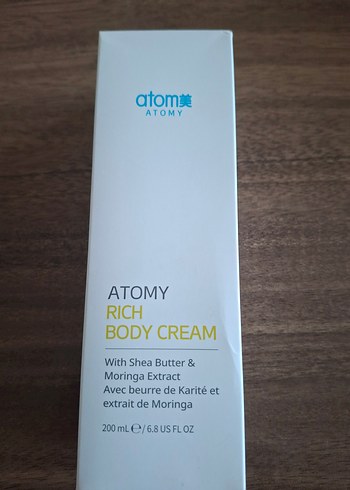 atom美
ATOMY
ATOMY
RICH
BODY CREAM
With Shea Butter &
Moringa Extract
Avec beurre de Karité et
extrait de Moringa
200 mL ℮ / 6.8 US FL OZ